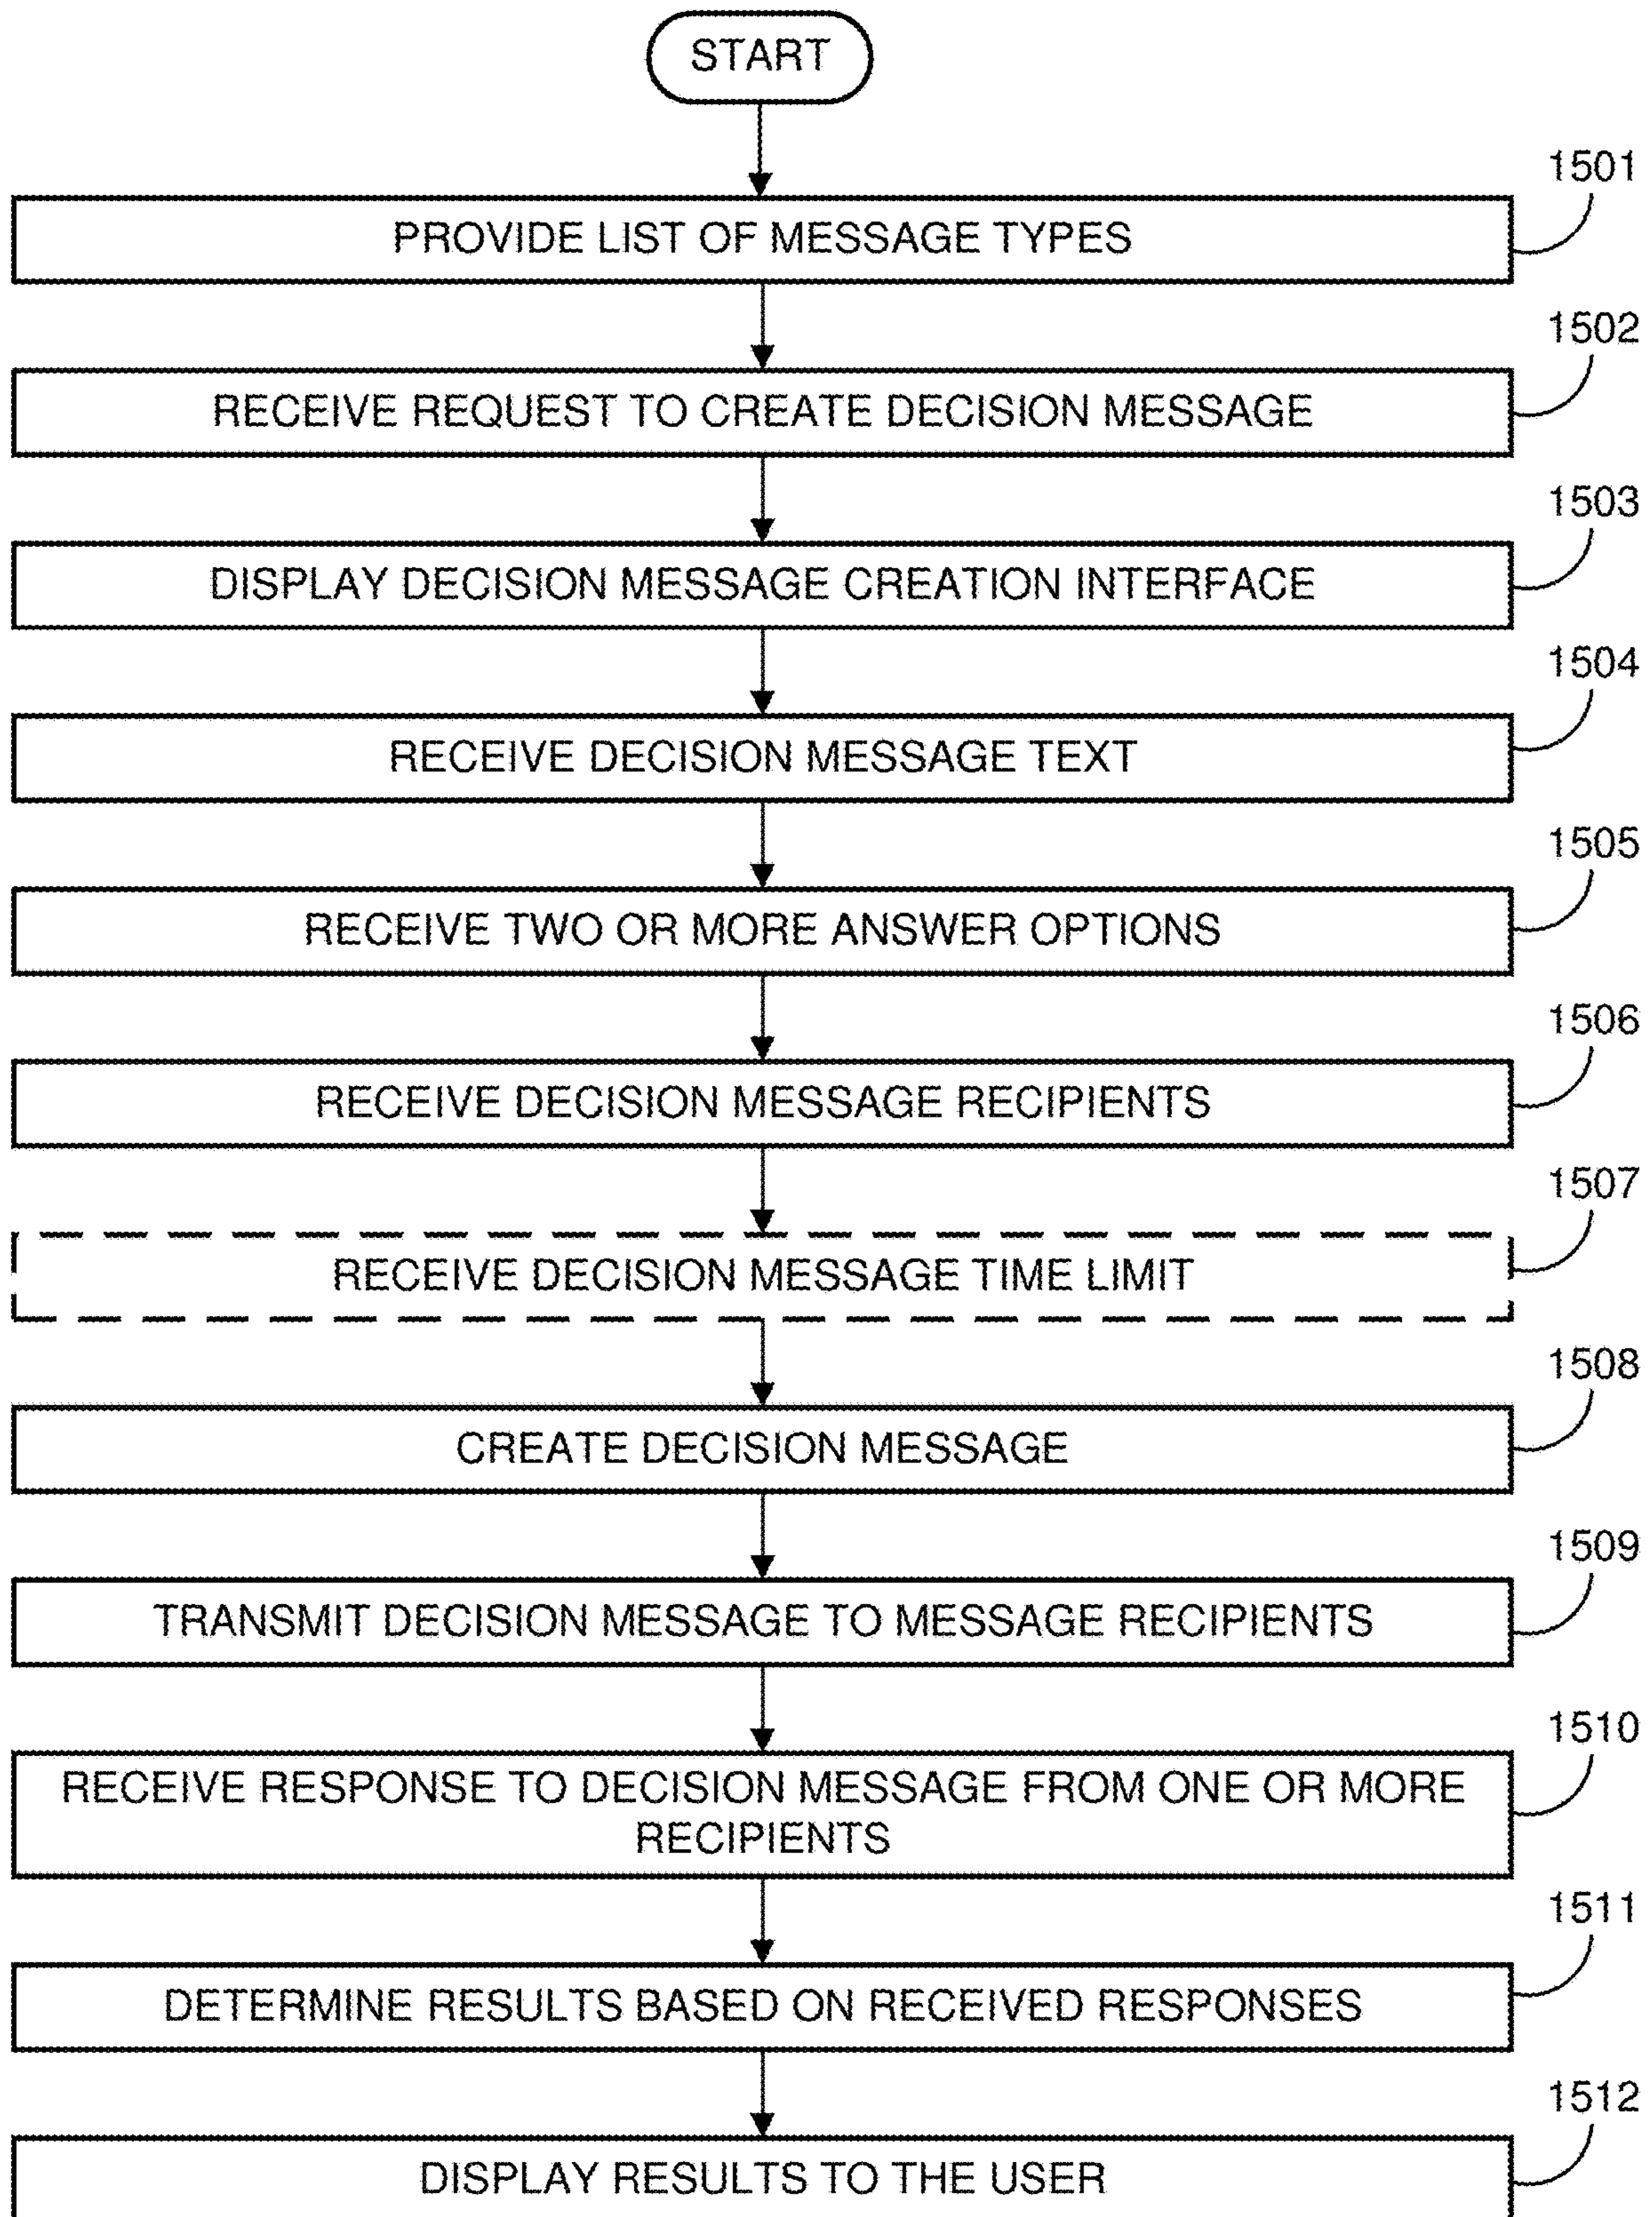 START
1501
PROVIDE LIST OF MESSAGE TYPES
1502
RECEIVE REQUEST TO CREATE DECISION MESSAGE
1503
DISPLAY DECISION MESSAGE CREATION INTERFACE
1504
RECEIVE DECISION MESSAGE TEXT
1505
RECEIVE TWO OR MORE ANSWER OPTIONS
1506
RECEIVE DECISION MESSAGE RECIPIENTS
1507
RECEIVE DECISION MESSAGE TIME LIMIT
1508
CREATE DECISION MESSAGE
1509
TRANSMIT DECISION MESSAGE TO MESSAGE RECIPIENTS
1510
RECEIVE RESPONSE TO DECISION MESSAGE FROM ONE OR MORE
RECIPIENTS
1511
DETERMINE RESULTS BASED ON RECEIVED RESPONSES
1512
DISPLAY RESULTS TO THE USER